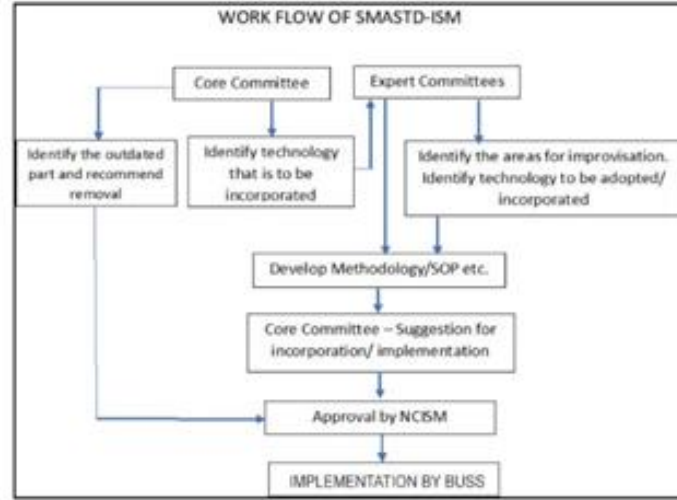 WORK FLOW OF SMASTD-ISM
Core Committee
Expert Committees
Identify the outdated
part and recommend
removal
Identify technology
that is to be
incorporated
Identify the areas for improvisation.
Identify technology to be adopted/
incorporated
Develop Methodology/SOP etc.
Core Committee – Suggestion for
incorporation/ implementation
Approval by NCISM
IMPLEMENTATION BY BUSS